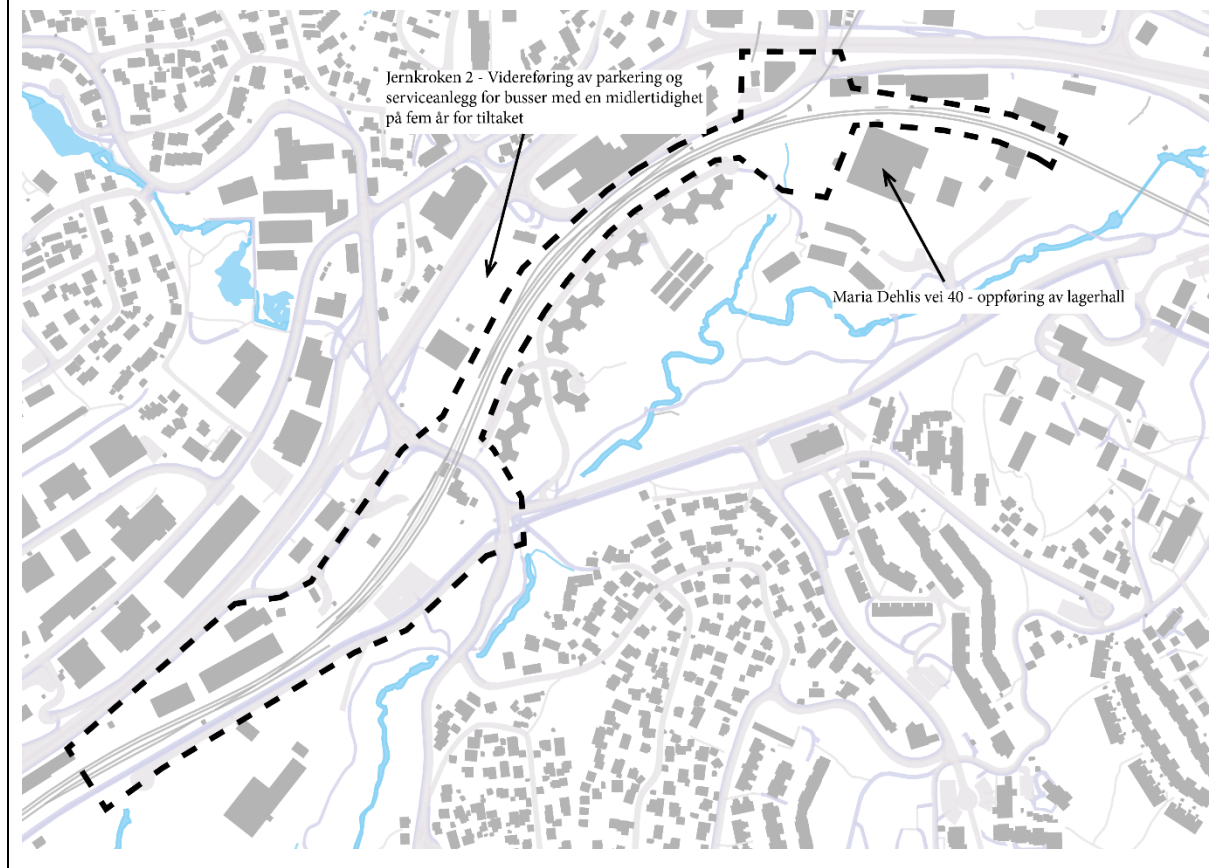 Jernkroken 2 - Videreføring av parkering og
serviceanlegg for busser med en midlertidighet
på fem år for tiltaket
Maria Dehlis vei 40 - oppføring av lagerhall